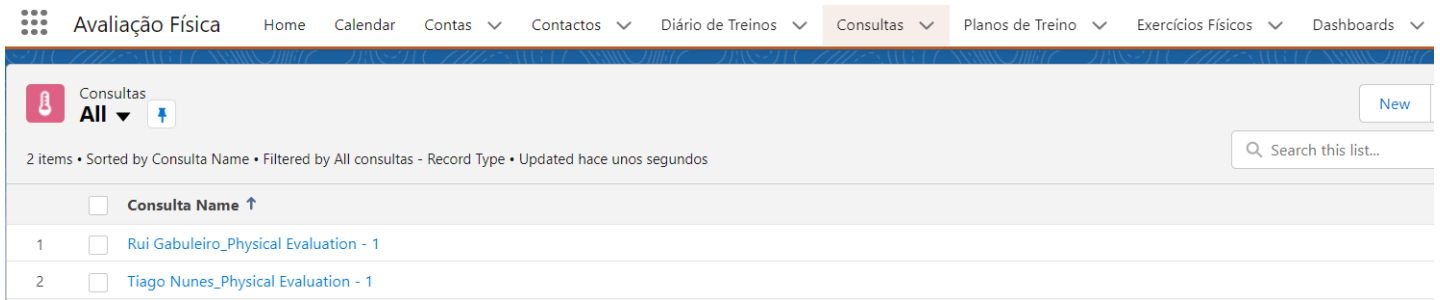 Avaliação Física Home Calendar Contas Contactos Diário de Treinos Consultas Planos de Treino Exercícios Físicos Dashboards
Consultas
All
New
2 items • Sorted by Consulta Name • Filtered by All consultas - Record Type • Updated hace unos segundos
Search this list...
Consulta Name ↑
1 Rui Gabuleiro_Physical Evaluation - 1
2 Tiago Nunes_Physical Evaluation - 1